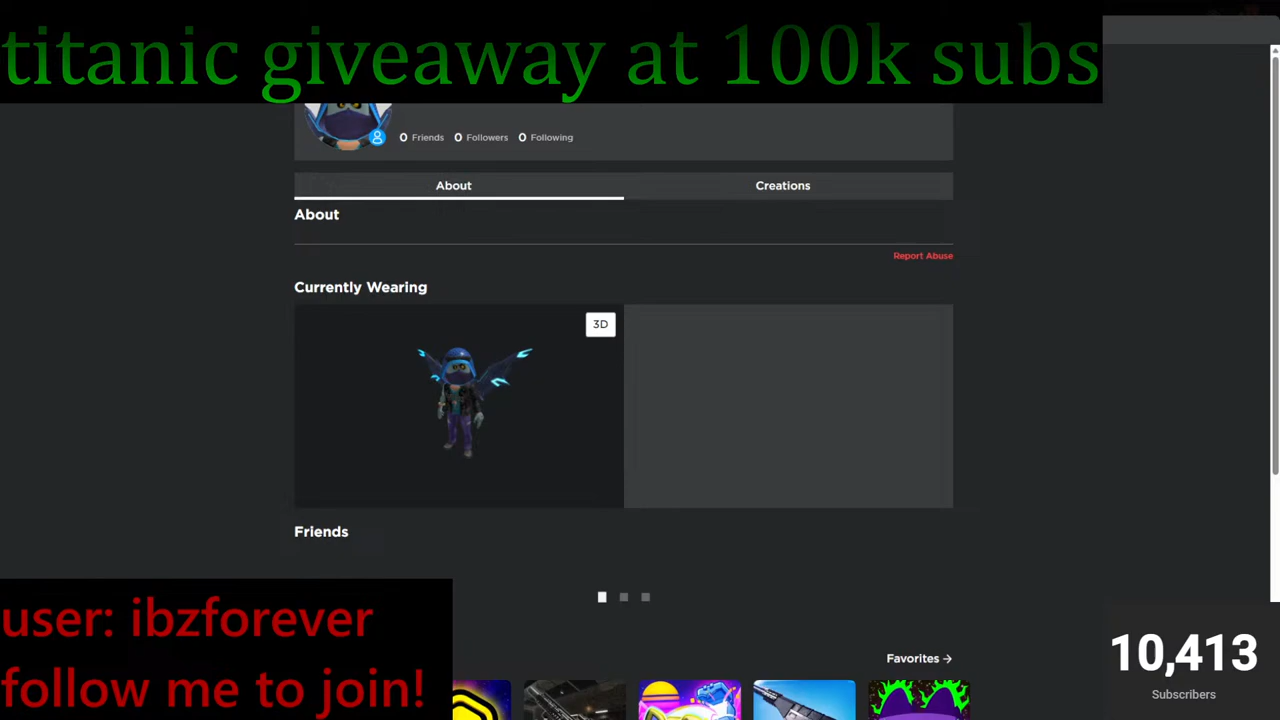 titanic giveaway at 100k subs
0 Friends 0 Followers 0 Following
About Creations
About
Report Abuse
Currently Wearing
3D
Friends
user: ibzforever
follow me to join!
Favorites →
10,413
Subscribers